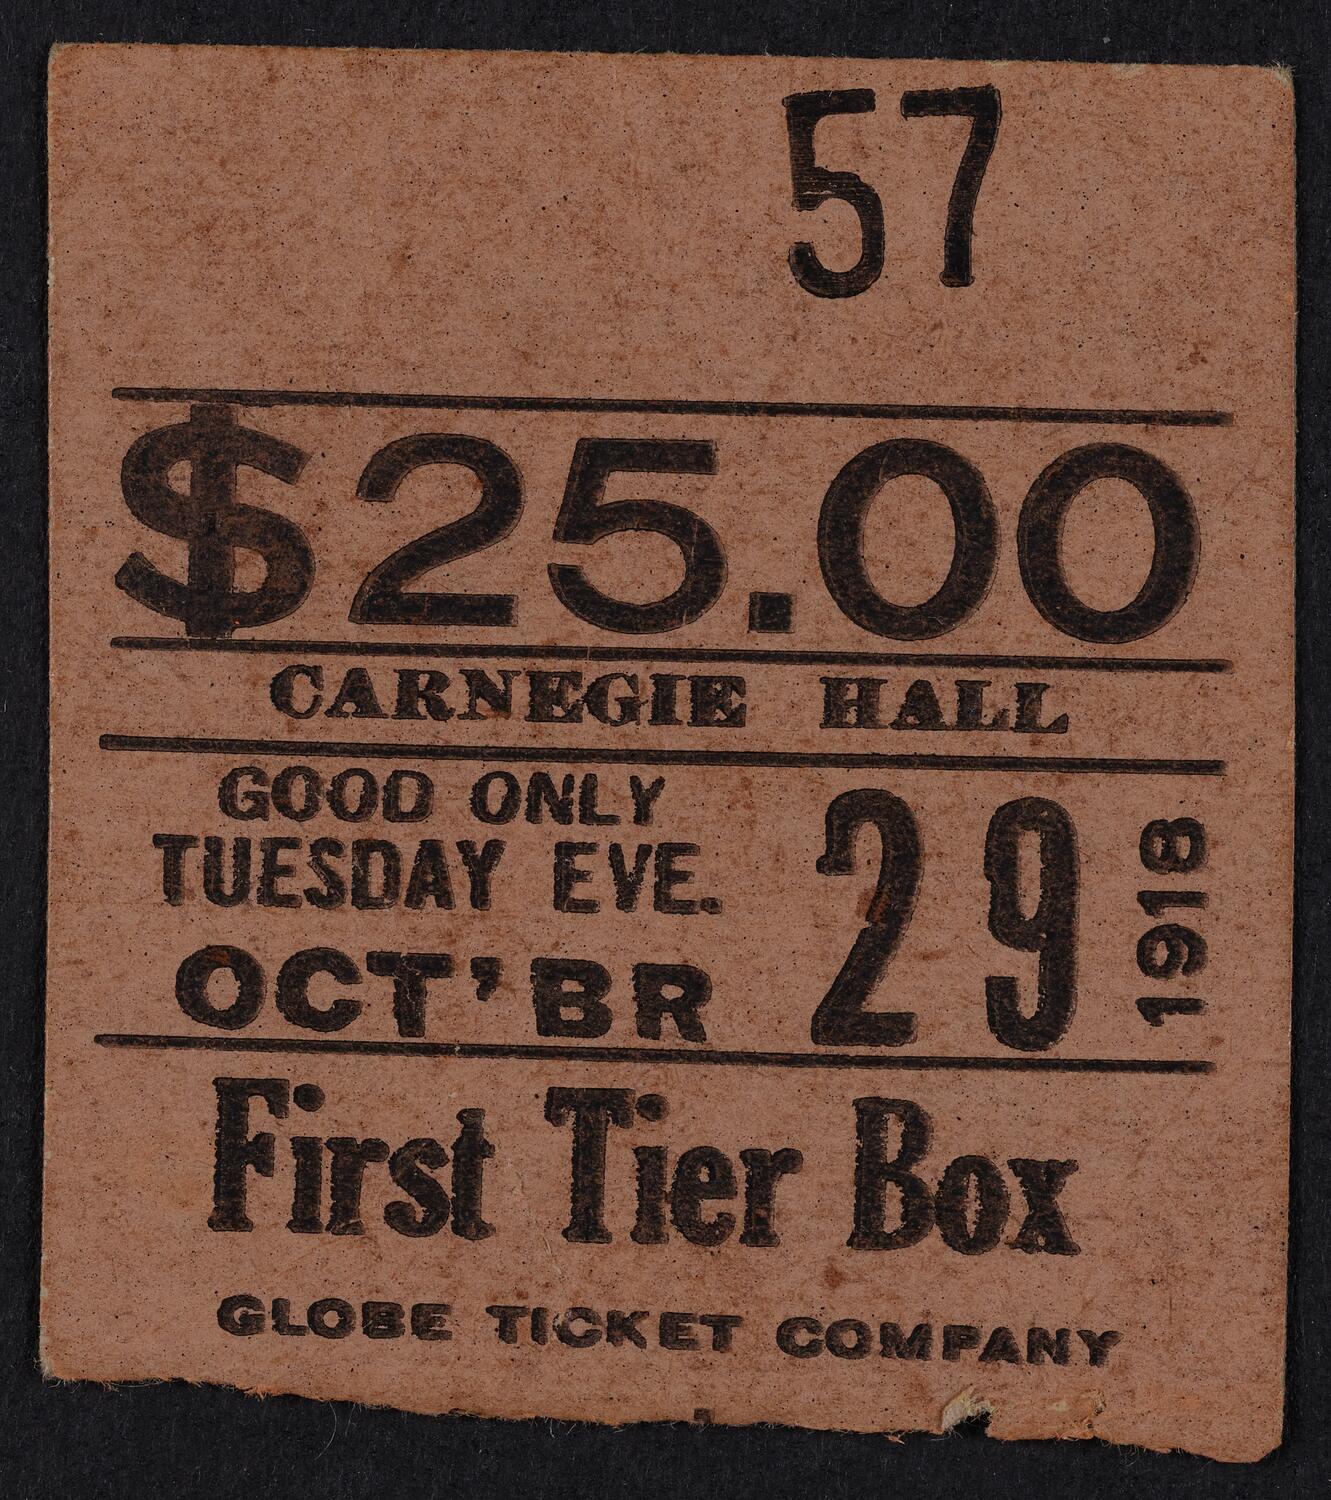 57
$25.00
CARNEGIE HALL
GOOD ONLY
TUESDAY EVE.
OCT'BR 29 1918
First Tier Box
GLOBE TICKET COMPANY